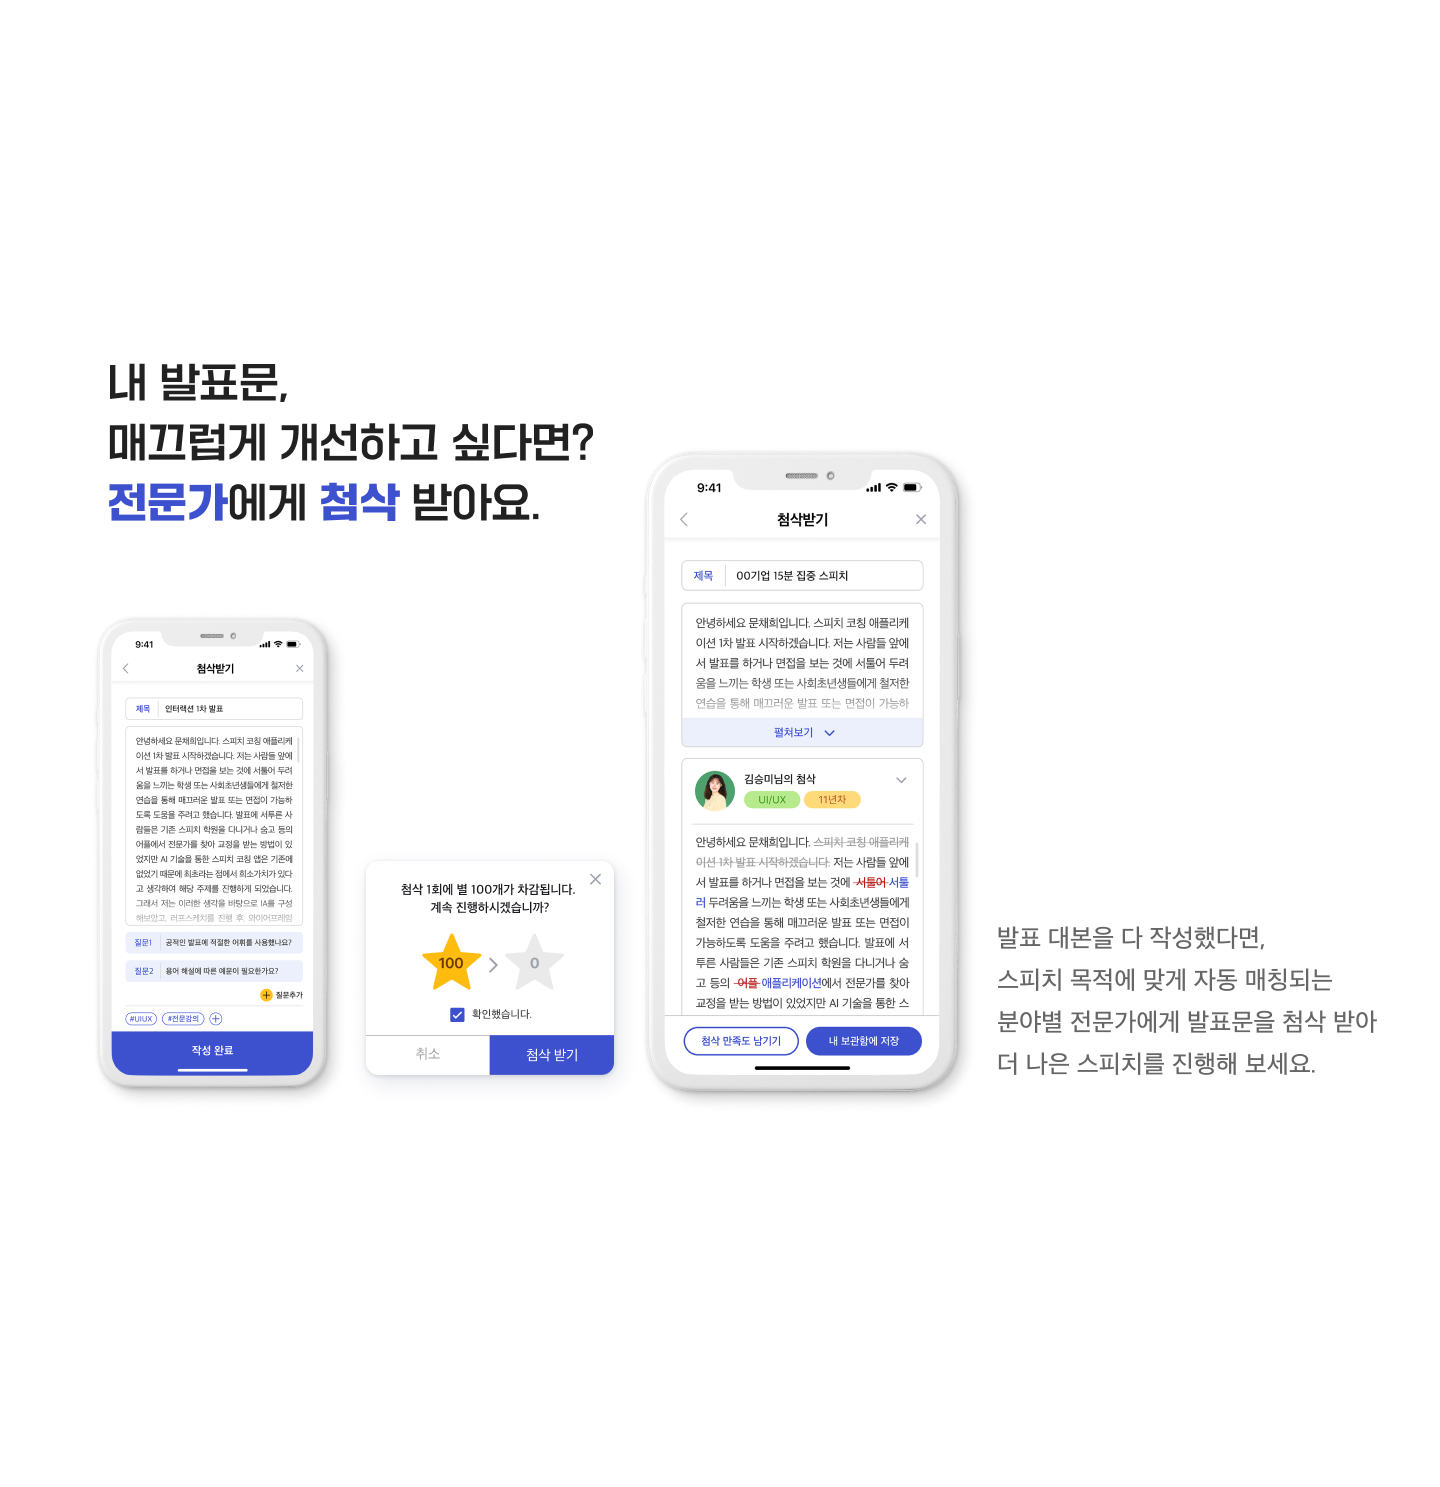 내 발표문,
매끄럽게 개선하고 싶다면?
전문가에게 첨삭 받아요.
9:41
첨삭받기
제목 인터랙션 1차 발표
안녕하세요 문채희입니다. 스피치 코칭 애플리케
이션 1차 발표 시작하겠습니다. 저는 사람들 앞에
서 발표를 하거나 면접을 보는 것에 서툴어 두려
움을 느끼는 학생 또는 사회초년생들에게 철저한
연습을 통해 매끄러운 발표 또는 면접이 가능하
도록 도움을 주려고 했습니다. 발표에 서투른 사
람들은 기존 스피치 학원을 다니거나 숨고 등의
어플에서 전문가를 찾아 교정을 받는 방법이 있
었지만 AI 기술을 통한 스피치 코칭 앱은 기존에
없었기 때문에 최초라는 점에서 희소가치가 있다
고 생각하여 해당 주제를 진행하게 되었습니다.
그래서 저는 이러한 생각을 바탕으로 IA를 구성
해보았고, 러프스케치를 진행 후, 와이어프레임
질문1 공적인 발표에 적절한 어휘를 사용했나요?
질문2 용어 해설에 따른 예문이 필요한가요?
질문추가
#UIUX #전문강의
작성 완료
첨삭 1회에 별 100개가 차감됩니다.
계속 진행하시겠습니까?
100 > 0
확인했습니다.
취소 첨삭 받기
9:41
첨삭받기
제목 00기업 15분 집중 스피치
안녕하세요 문채희입니다. 스피치 코칭 애플리케
이션 1차 발표 시작하겠습니다. 저는 사람들 앞에
서 발표를 하거나 면접을 보는 것에 서툴어 두려
움을 느끼는 학생 또는 사회초년생들에게 철저한
연습을 통해 매끄러운 발표 또는 면접이 가능하
펼쳐보기
김승미님의 첨삭
UI/UX 11년차
안녕하세요 문채희입니다. 스피치 코칭 애플리케
이션 1차 발표 시작하겠습니다. 저는 사람들 앞에
서 발표를 하거나 면접을 보는 것에 서툴어 서툴
러 두려움을 느끼는 학생 또는 사회초년생들에게
철저한 연습을 통해 매끄러운 발표 또는 면접이
가능하도록 도움을 주려고 했습니다. 발표에 서
투른 사람들은 기존 스피치 학원을 다니거나 숨
고 등의 어플 애플리케이션에서 전문가를 찾아
교정을 받는 방법이 있었지만 AI 기술을 통한 스
첨삭 만족도 남기기 내 보관함에 저장
발표 대본을 다 작성했다면,
스피치 목적에 맞게 자동 매칭되는
분야별 전문가에게 발표문을 첨삭 받아
더 나은 스피치를 진행해 보세요.